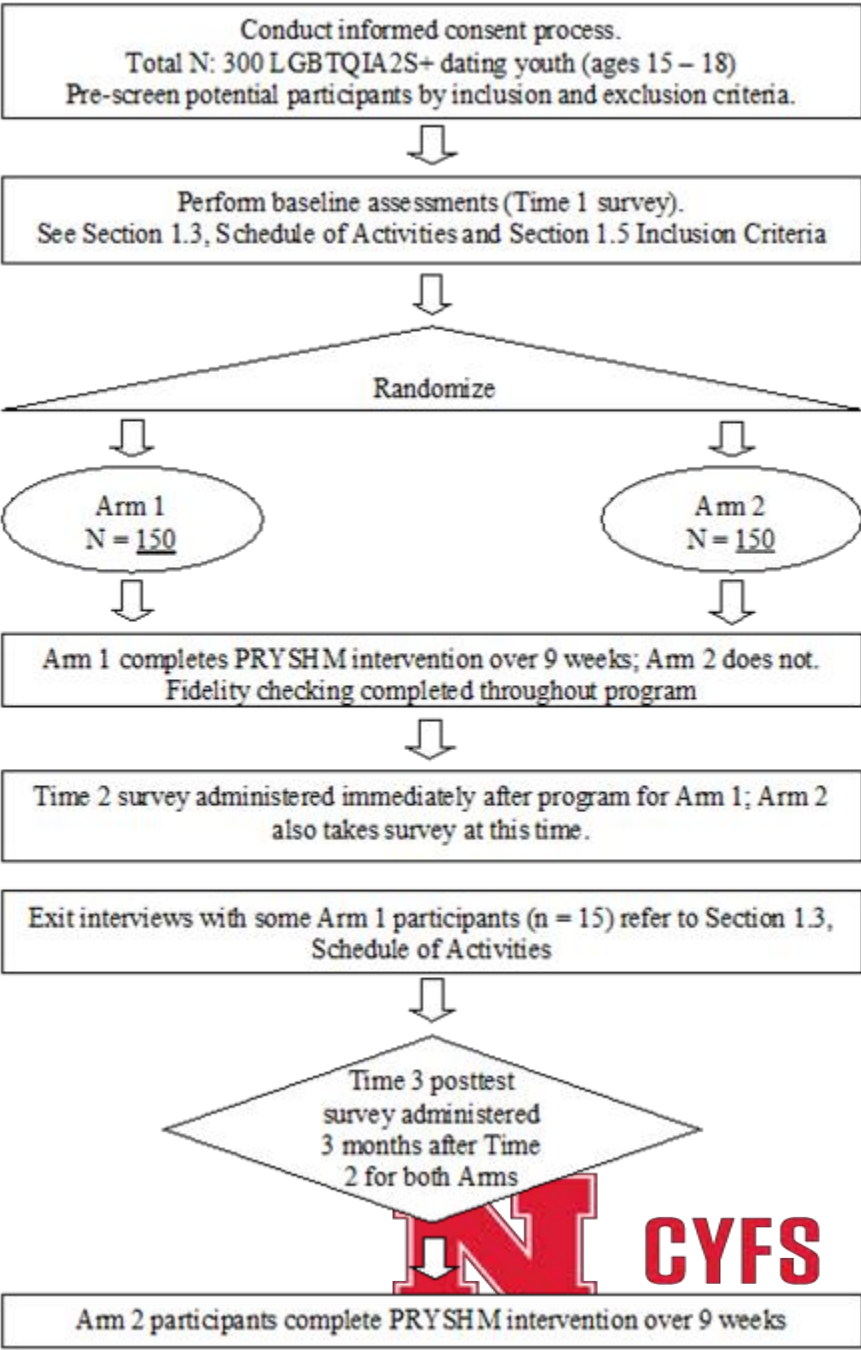 Conduct informed consent process.
Total N: 300 LGBTQIA2S+ dating youth (ages 15 – 18)
Pre-screen potential participants by inclusion and exclusion criteria.
Perform baseline assessments (Time 1 survey).
See Section 1.3, Schedule of Activities and Section 1.5 Inclusion Criteria
Randomize
Arm 1
N = 150
Arm 2
N = 150
Arm 1 completes PRYSHM intervention over 9 weeks; Arm 2 does not.
Fidelity checking completed throughout program
Time 2 survey administered immediately after program for Arm 1; Arm 2
also takes survey at this time.
Exit interviews with some Arm 1 participants (n = 15) refer to Section 1.3,
Schedule of Activities
Time 3 posttest
survey administered
3 months after Time
2 for both Arms
N
CYFS
Arm 2 participants complete PRYSHM intervention over 9 weeks